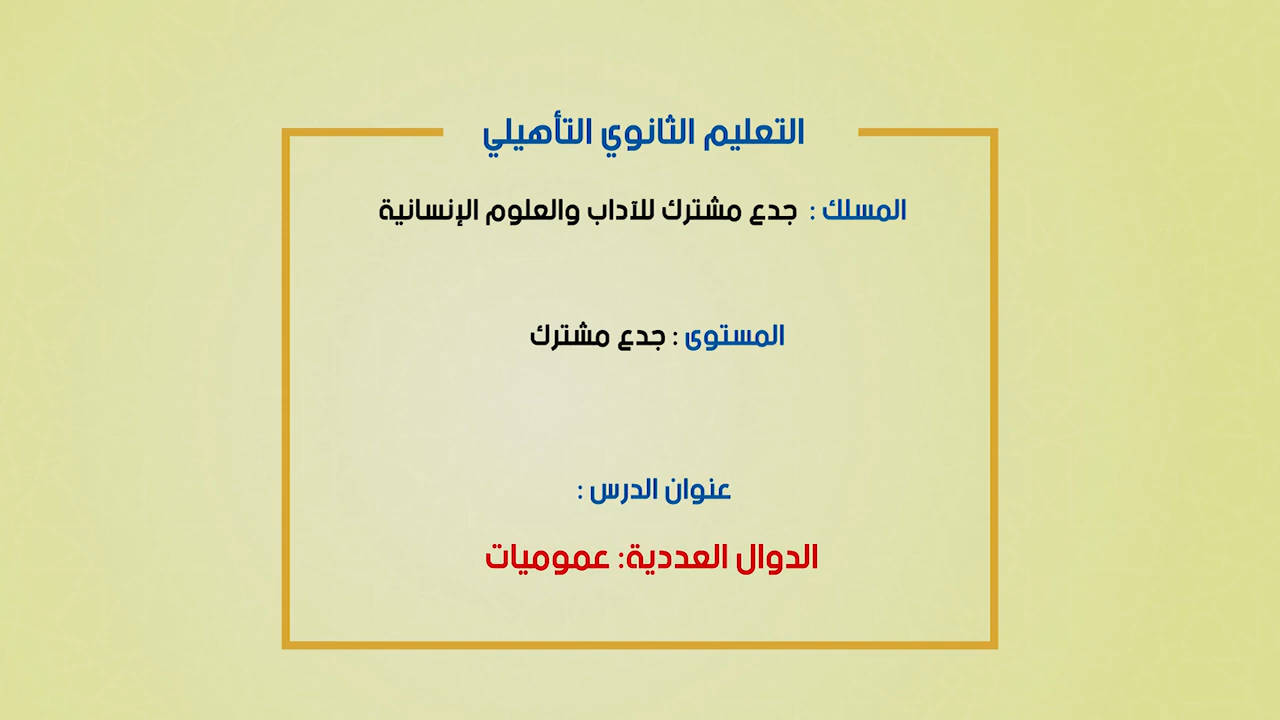 التعليم الثانوي التأهيلي
المسلك : جدع مشترك للآداب والعلوم الإنسانية
المستوى : جدع مشترك
عنوان الدرس :
الدوال العددية: عموميات